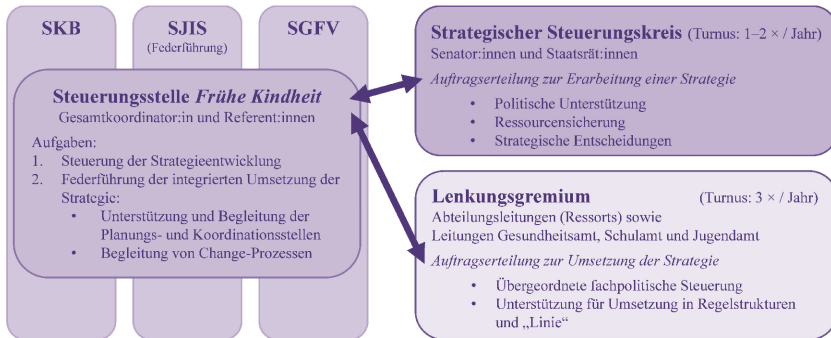 SKB
SJIS
(Federführung)
SGFV
Steuerungsstelle Frühe Kindheit
Gesamtkoordinator:in und Referent:innen
Aufgaben:
1. Steuerung der Strategieentwicklung
2. Federführung der integrierten Umsetzung der
Strategie:
• Unterstützung und Begleitung der
Planungs- und Koordinationsstellen
• Begleitung von Change-Prozessen
Strategischer Steuerungskreis (Turnus: 1–2 × / Jahr)
Senator:innen und Staatsrät:innen
Auftragserteilung zur Erarbeitung einer Strategie
• Politische Unterstützung
• Ressourcensicherung
• Strategische Entscheidungen
Lenkungsgremium (Turnus: 3 × / Jahr)
Abteilungsleitungen (Ressorts) sowie
Leitungen Gesundheitsamt, Schulamt und Jugendamt
Auftragserteilung zur Umsetzung der Strategie
• Übergeordnete fachpolitische Steuerung
• Unterstützung für Umsetzung in Regelstrukturen
und „Linie“